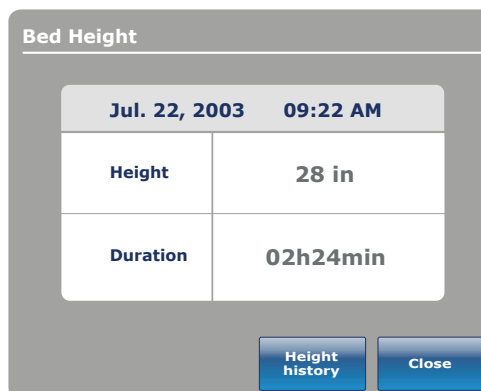 Bed Height
Jul. 22, 2003 09:22 AM
Height 28 in
Duration 02h24min
Height
history
Close